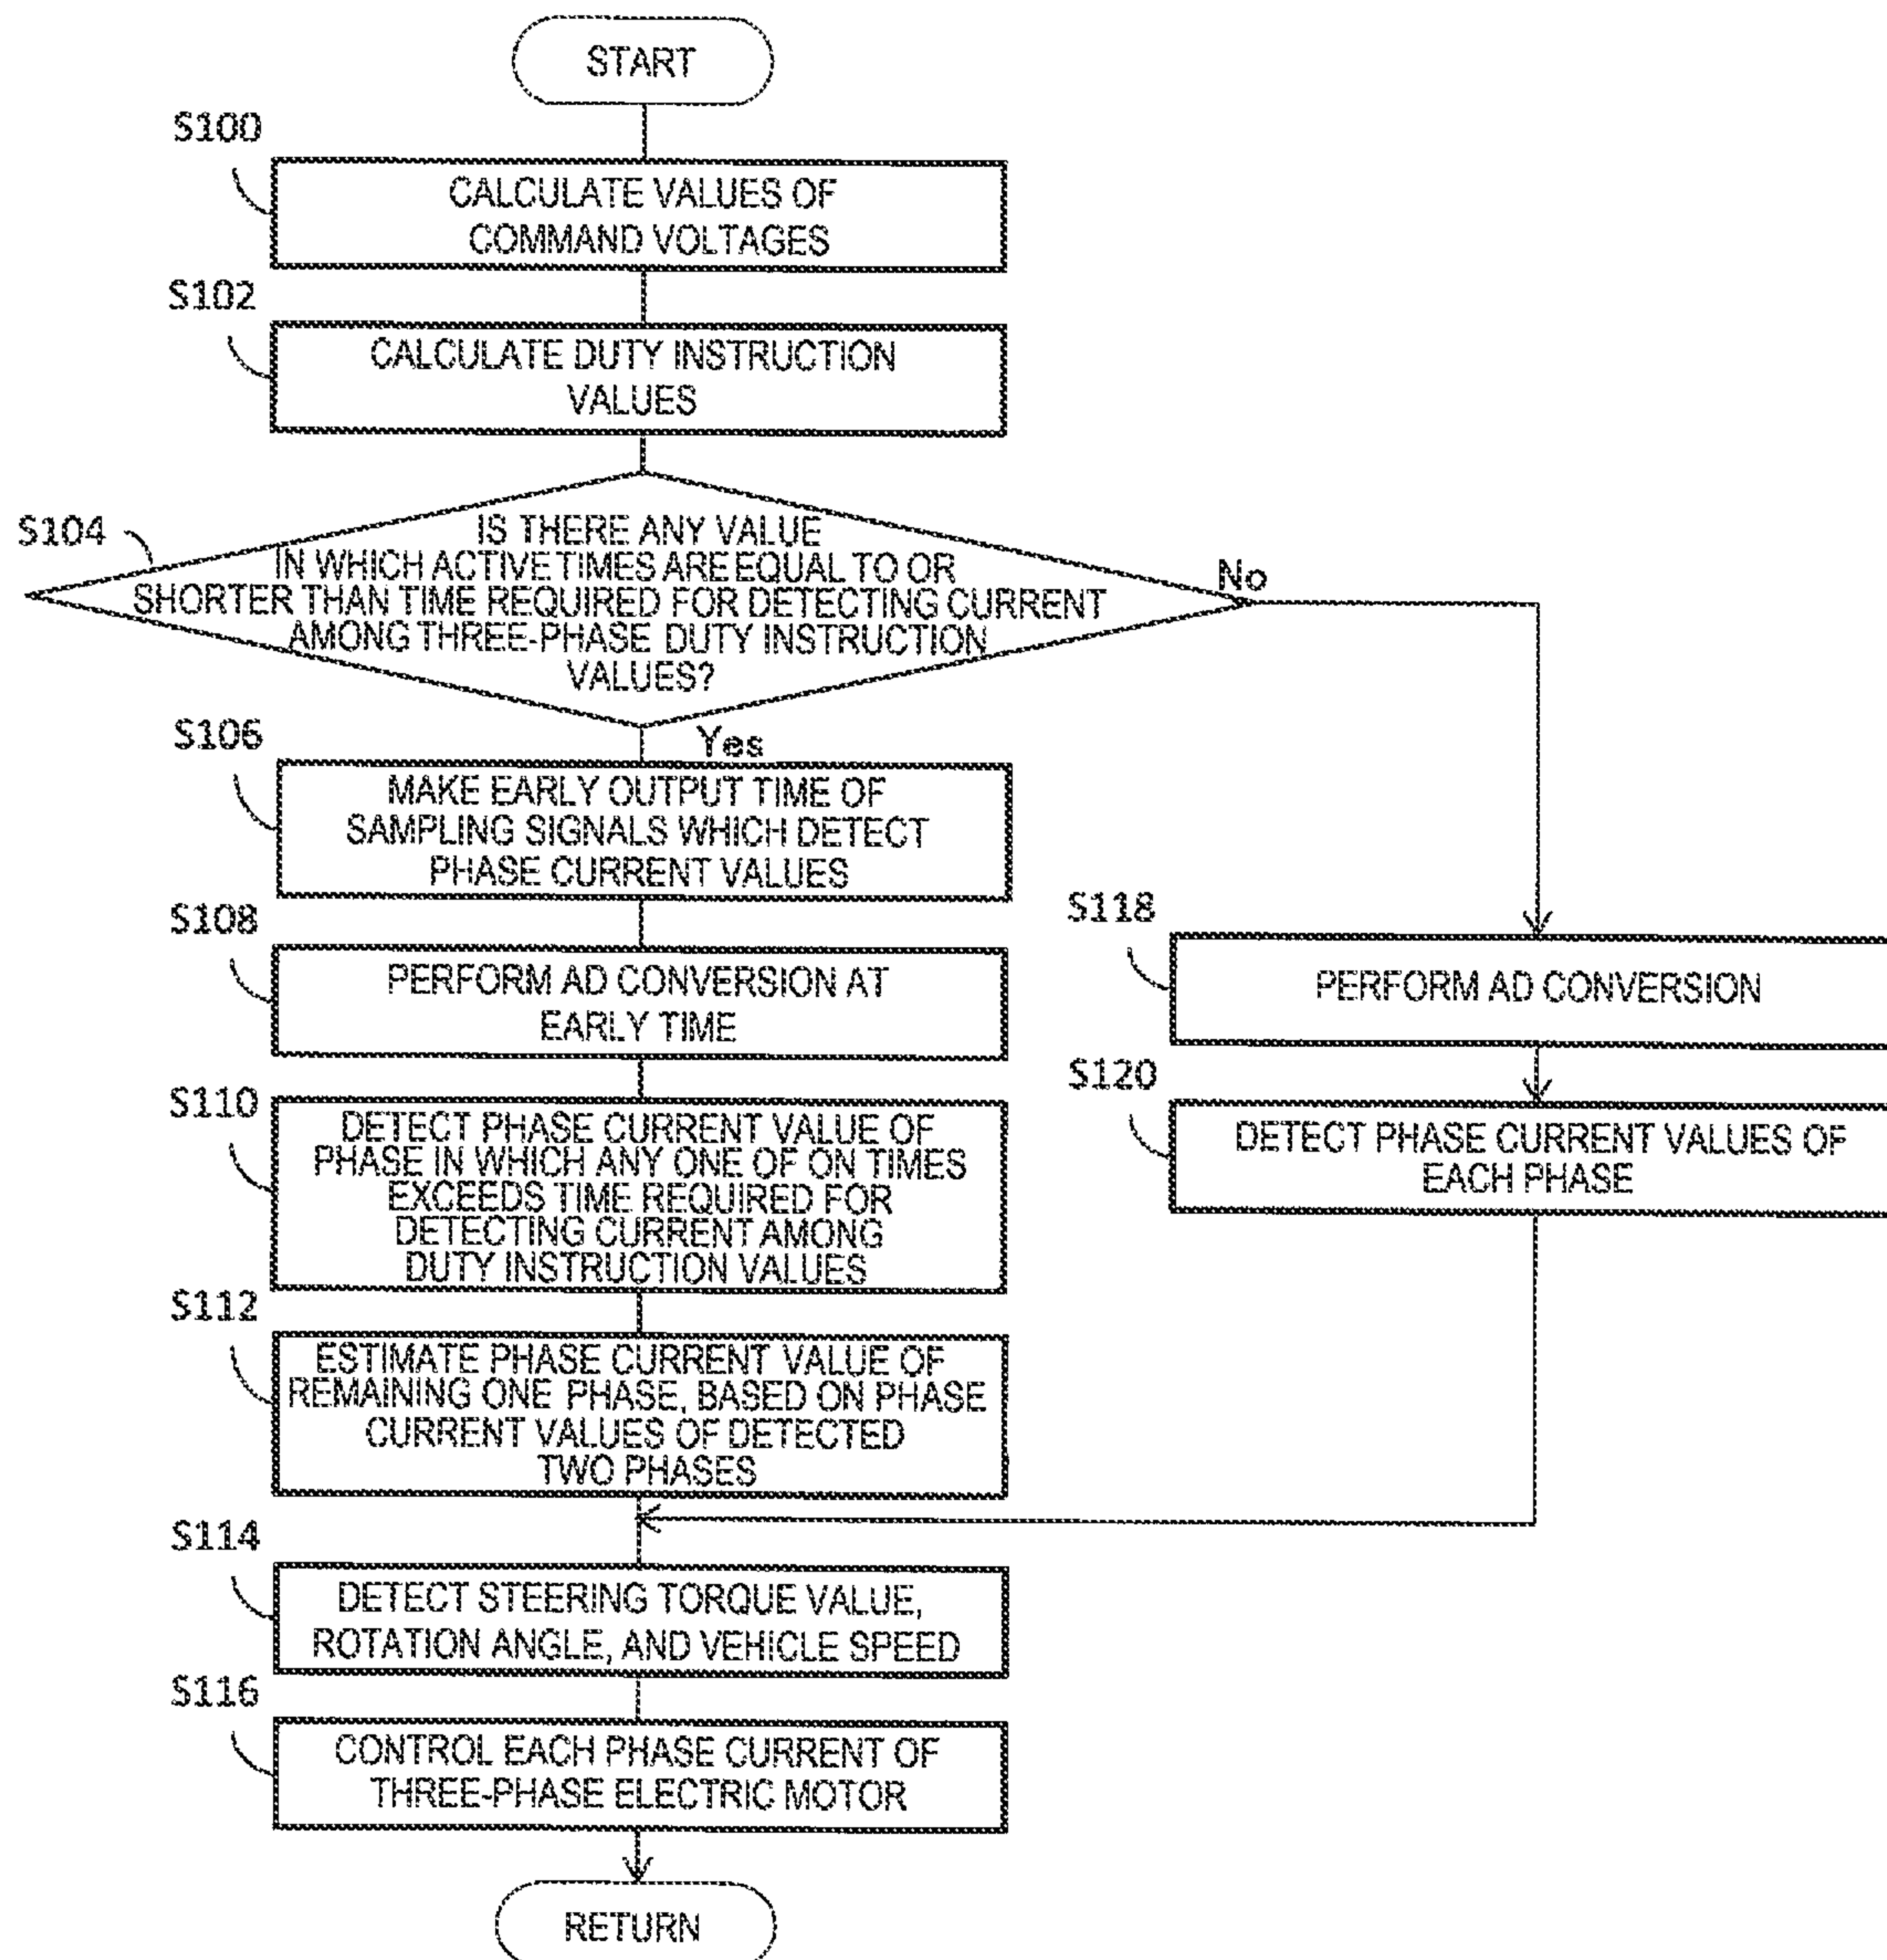 START
S100
CALCULATE VALUES OF
COMMAND VOLTAGES
S102
CALCULATE DUTY INSTRUCTION
VALUES
S104
IS THERE ANY VALUE
IN WHICH ACTIVE TIMES ARE EQUAL TO OR
SHORTER THAN TIME REQUIRED FOR DETECTING CURRENT
AMONG THREE-PHASE DUTY INSTRUCTION
VALUES?
No
Yes
S106
MAKE EARLY OUTPUT TIME OF
SAMPLING SIGNALS WHICH DETECT
PHASE CURRENT VALUES
S108
PERFORM AD CONVERSION AT
EARLY TIME
S110
DETECT PHASE CURRENT VALUE OF
PHASE IN WHICH ANY ONE OF ON TIMES
EXCEEDS TIME REQUIRED FOR
DETECTING CURRENT AMONG
DUTY INSTRUCTION VALUES
S112
ESTIMATE PHASE CURRENT VALUE OF
REMAINING ONE PHASE, BASED ON PHASE
CURRENT VALUES OF DETECTED
TWO PHASES
S118
PERFORM AD CONVERSION
S120
DETECT PHASE CURRENT VALUES OF
EACH PHASE
S114
DETECT STEERING TORQUE VALUE,
ROTATION ANGLE, AND VEHICLE SPEED
S116
CONTROL EACH PHASE CURRENT OF
THREE-PHASE ELECTRIC MOTOR
RETURN